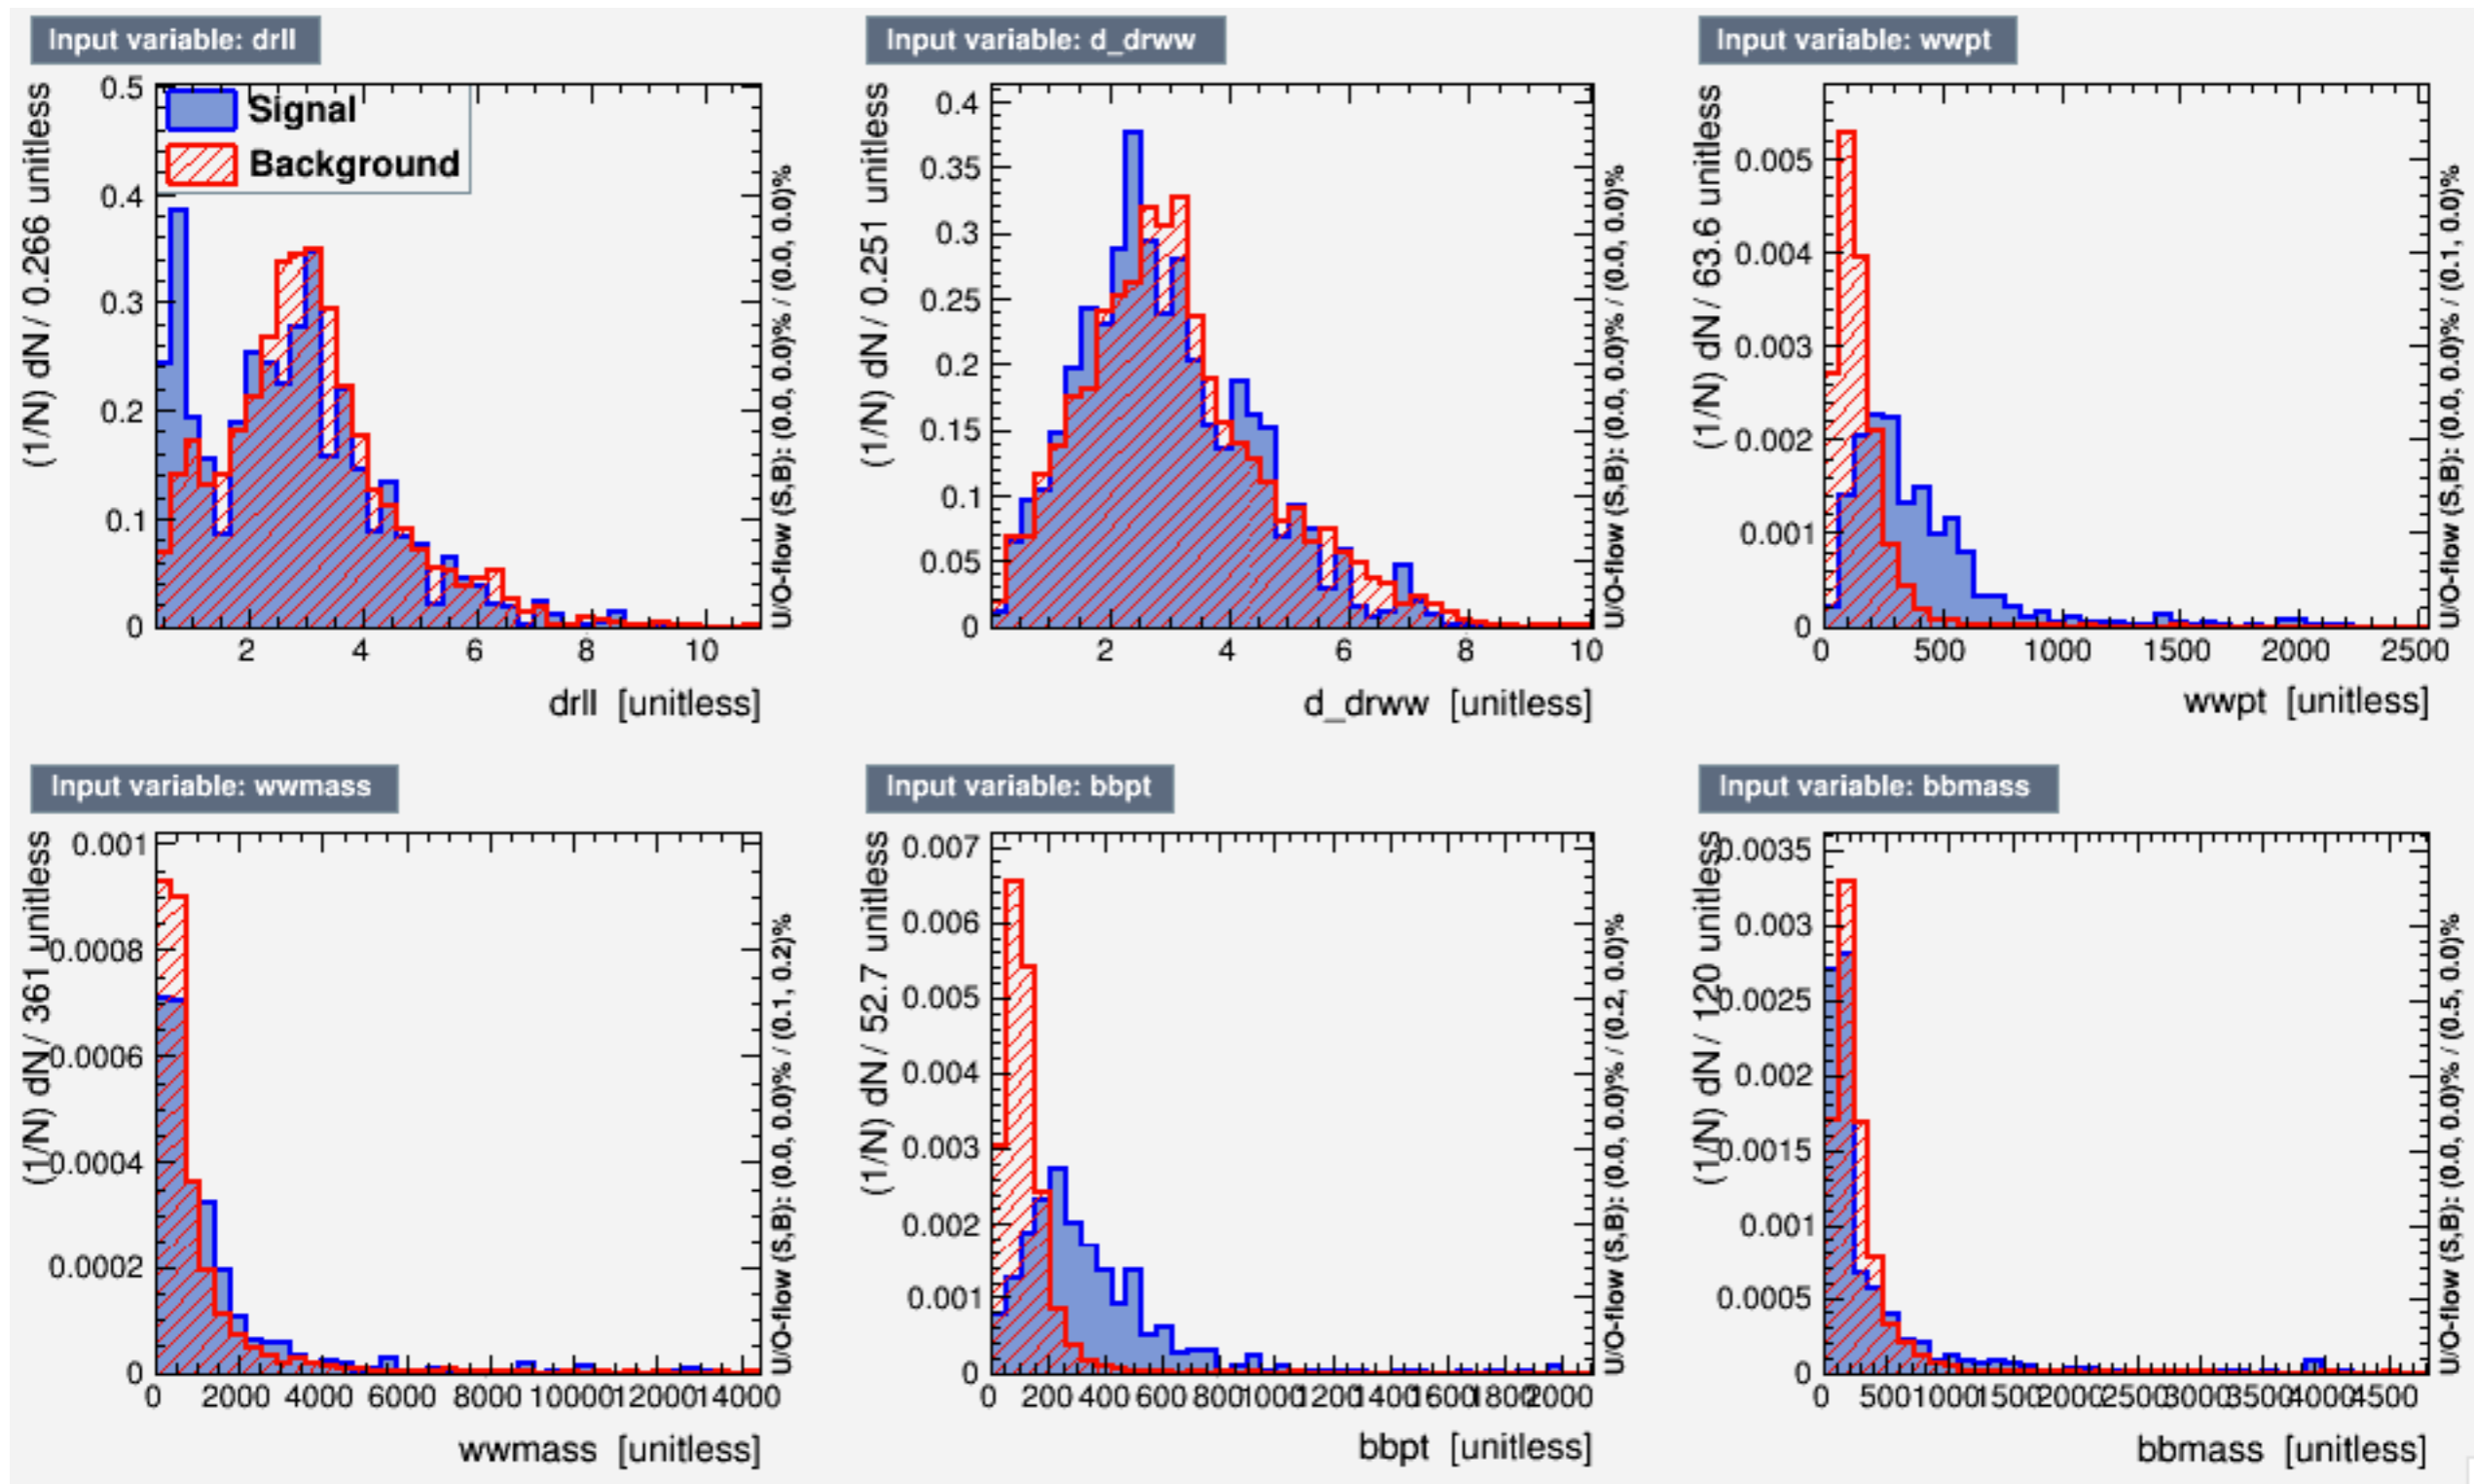 Input variable: drll
(1/N) dN / 0.266 unitless
0.5
0.4
0.3
0.2
0.1
0
Signal
Background
2 4 6 8 10
drll [unitless]
U/O-flow (S,B): (0.0, 0.0)% / (0.0, 0.0)%
Input variable: d_drww
(1/N) dN / 0.251 unitless
0.4
0.35
0.3
0.25
0.2
0.15
0.1
0.05
0
2 4 6 8 10
d_drww [unitless]
U/O-flow (S,B): (0.0, 0.0)% / (0.0, 0.0)%
Input variable: wwpt
(1/N) dN / 63.6 unitless
0.005
0.004
0.003
0.002
0.001
0
0 500 1000 1500 2000 2500
wwpt [unitless]
U/O-flow (S,B): (0.0, 0.0)% / (0.1, 0.0)%
Input variable: wwmass
(1/N) dN / 361 unitless
0.001
0.0008
0.0006
0.0004
0.0002
0
0 2000 4000 6000 8000 10000 12000 14000
wwmass [unitless]
U/O-flow (S,B): (0.0, 0.0)% / (0.1, 0.2)%
Input variable: bbpt
(1/N) dN / 52.7 unitless
0.007
0.006
0.005
0.004
0.003
0.002
0.001
0
0 200 400 600 800 1000 1200 1400 1600 1800 2000
bbpt [unitless]
U/O-flow (S,B): (0.0, 0.0)% / (0.2, 0.0)%
Input variable: bbmass
(1/N) dN / 120 unitless
0.0035
0.003
0.0025
0.002
0.0015
0.001
0.0005
0
0 500 1000 1500 2000 2500 3000 3500 4000 4500
bbmass [unitless]
U/O-flow (S,B): (0.0, 0.0)% / (0.5, 0.0)%